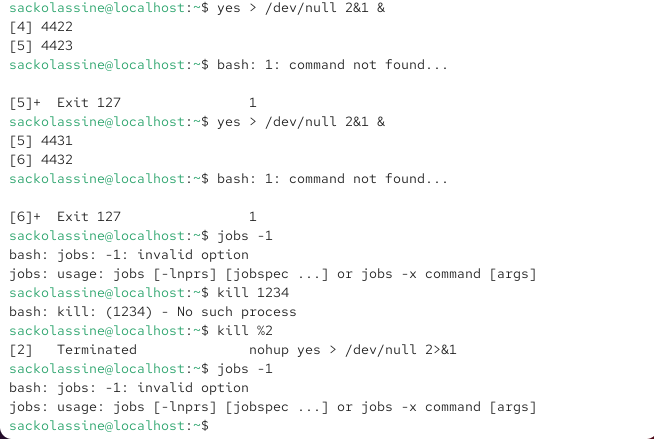 sackolassine@localhost:~$ yes > /dev/null 2&1 &
[4] 4422
[5] 4423
sackolassine@localhost:~$ bash: 1: command not found...
[5]+  Exit 127                1
sackolassine@localhost:~$ yes > /dev/null 2&1 &
[5] 4431
[6] 4432
sackolassine@localhost:~$ bash: 1: command not found...
[6]+  Exit 127                1
sackolassine@localhost:~$ jobs -1
bash: jobs: -1: invalid option
jobs: usage: jobs [-lnprs] [jobspec ...] or jobs -x command [args]
sackolassine@localhost:~$ kill 1234
bash: kill: (1234) - No such process
sackolassine@localhost:~$ kill %2
[2]   Terminated              nohup yes > /dev/null 2>&1
sackolassine@localhost:~$ jobs -1
bash: jobs: -1: invalid option
jobs: usage: jobs [-lnprs] [jobspec ...] or jobs -x command [args]
sackolassine@localhost:~$